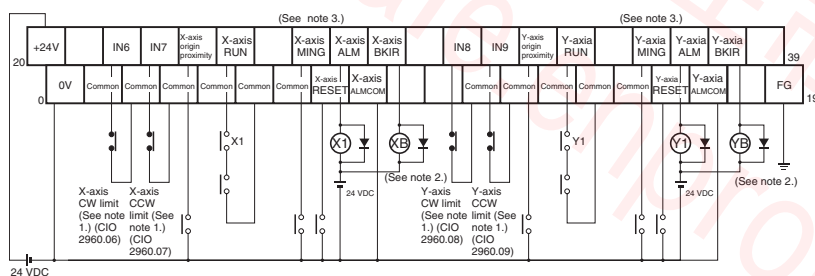 (See note 3.)
(See note 3.)
+24V
IN6
IN7
X-axis origin proximity
X-axis RUN
X-axis MING
X-axis ALM
X-axis BKIR
IN8
IN9
Y-axis origin proximity
Y-axia RUN
Y-axia MING
Y-axia ALM
Y-axia BKIR
20
39
0V
Common
Common
Common
Common
Common
Common
X-axis RESET
X-axis ALMCOM
Common
Common
Common
Common
Common
Common
Y-axia RESET
Y-axia ALMCOM
FG
0
19
X1
X1
XB
Y1
Y1
YB
(See note 2.)
(See note 2.)
24 VDC
24 VDC
X-axis CW limit (See note 1.) (CIO 2960.06)
X-axis CCW limit (See note 1.) (CIO 2960.07)
Y-axis CW limit (See note 1.) (CIO 2960.08)
Y-axis CCW limit (See note 1.) (CIO 2960.09)
24 VDC